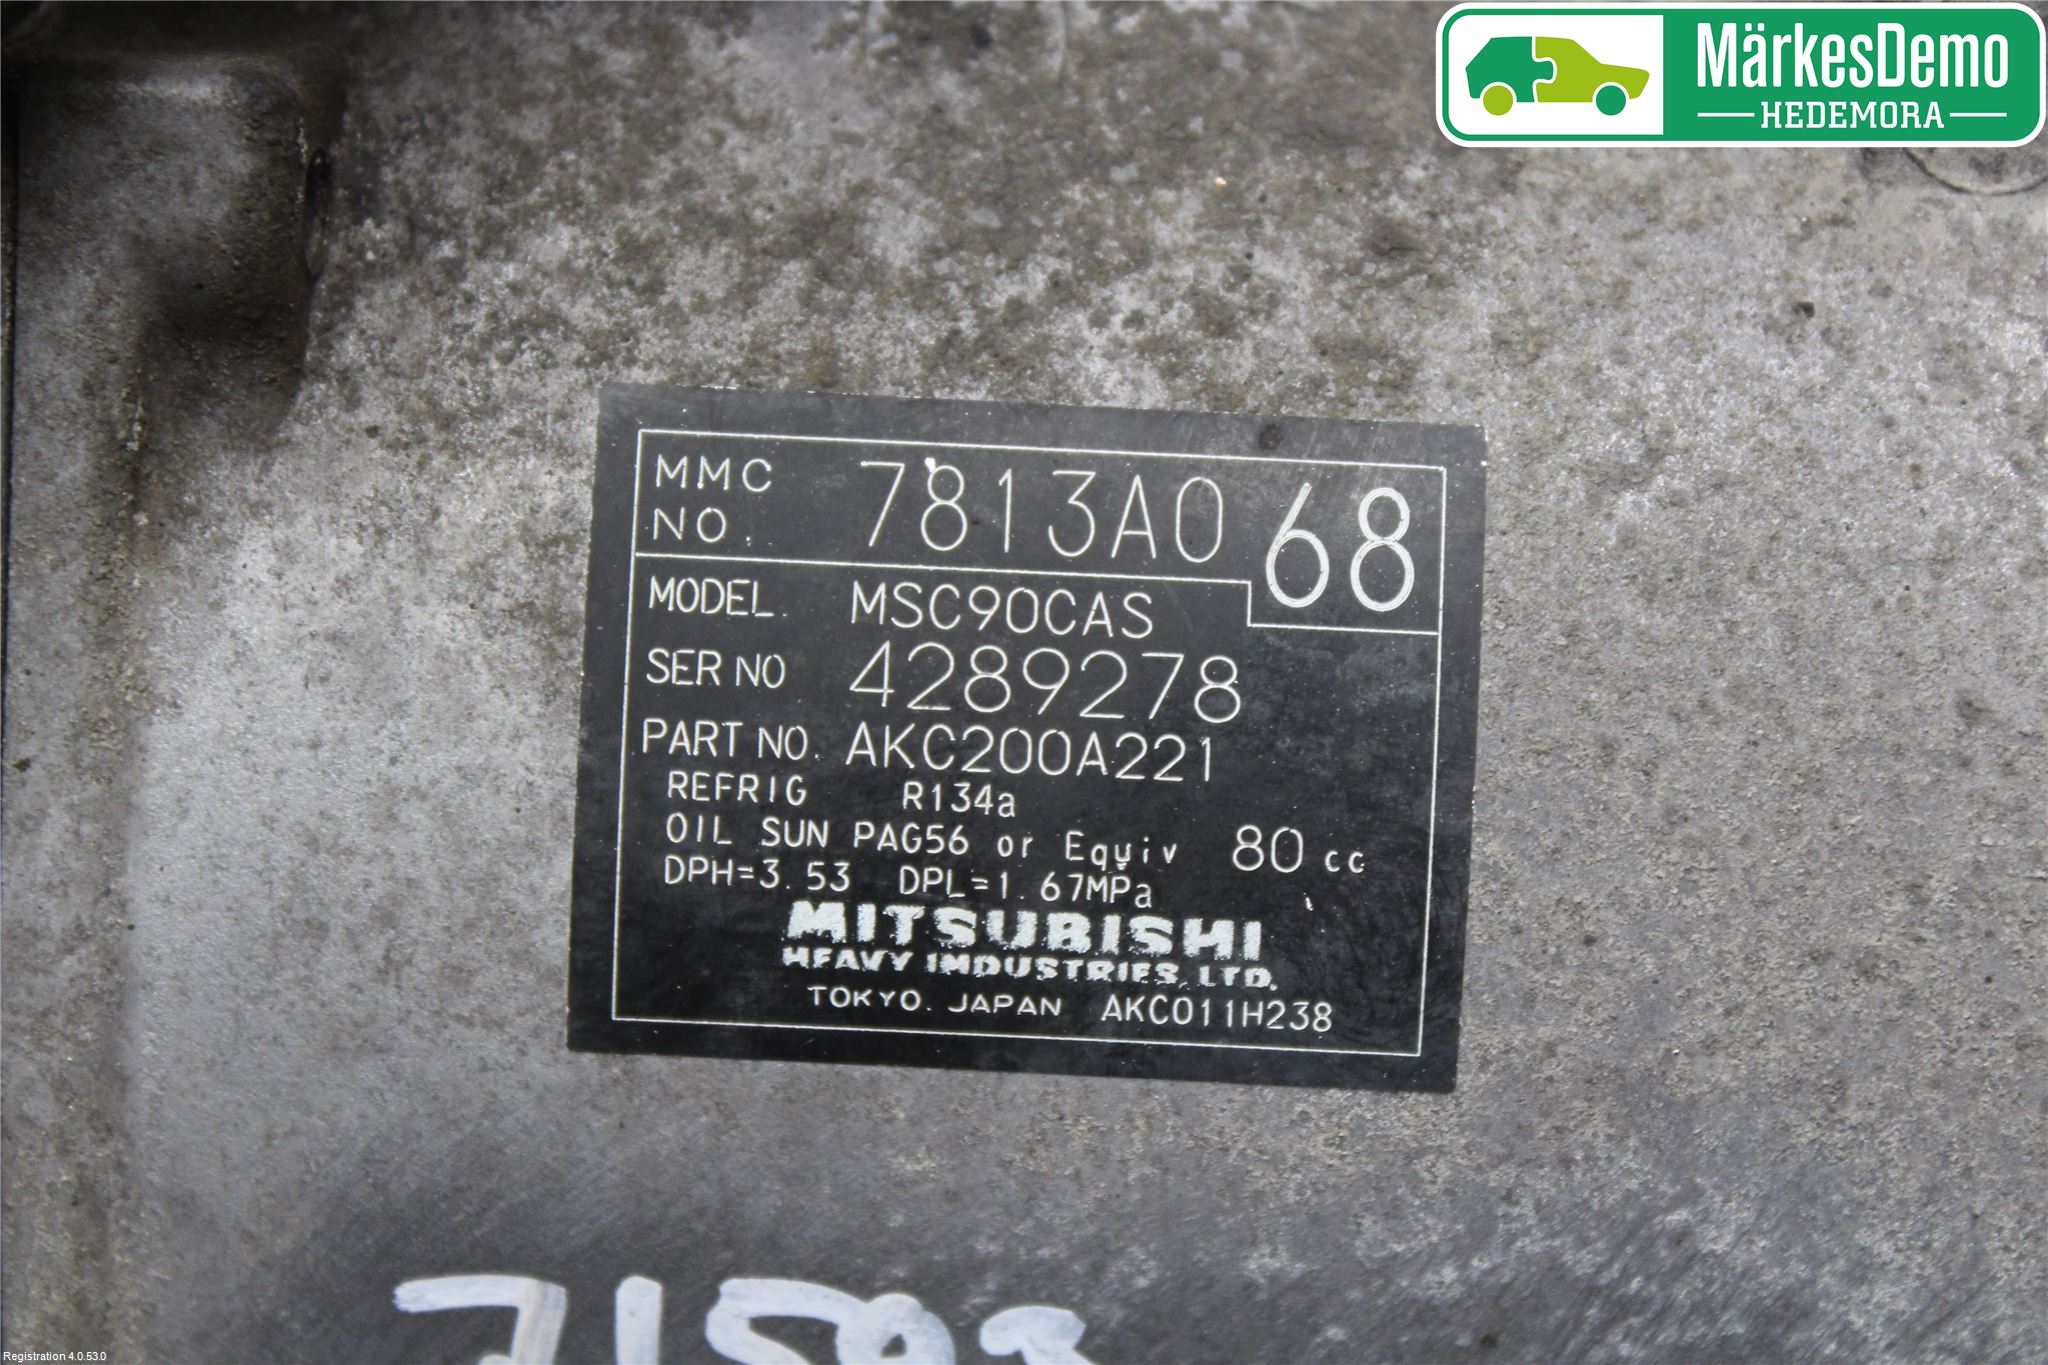 MärkesDemo
HEDEMORA
MMC NO. 7813A068
MODEL. MSC90CAS
SER NO 4289278
PART NO. AKC200A221
REFRIG R134a
OIL SUN PAG56 or Equiv 80 cc
DPH=3.53 DPL=1.67MPa
MITSUBISHI
HEAVY INDUSTRIES, LTD.
TOKYO. JAPAN AKC011H238
Registration 4.0.53.0